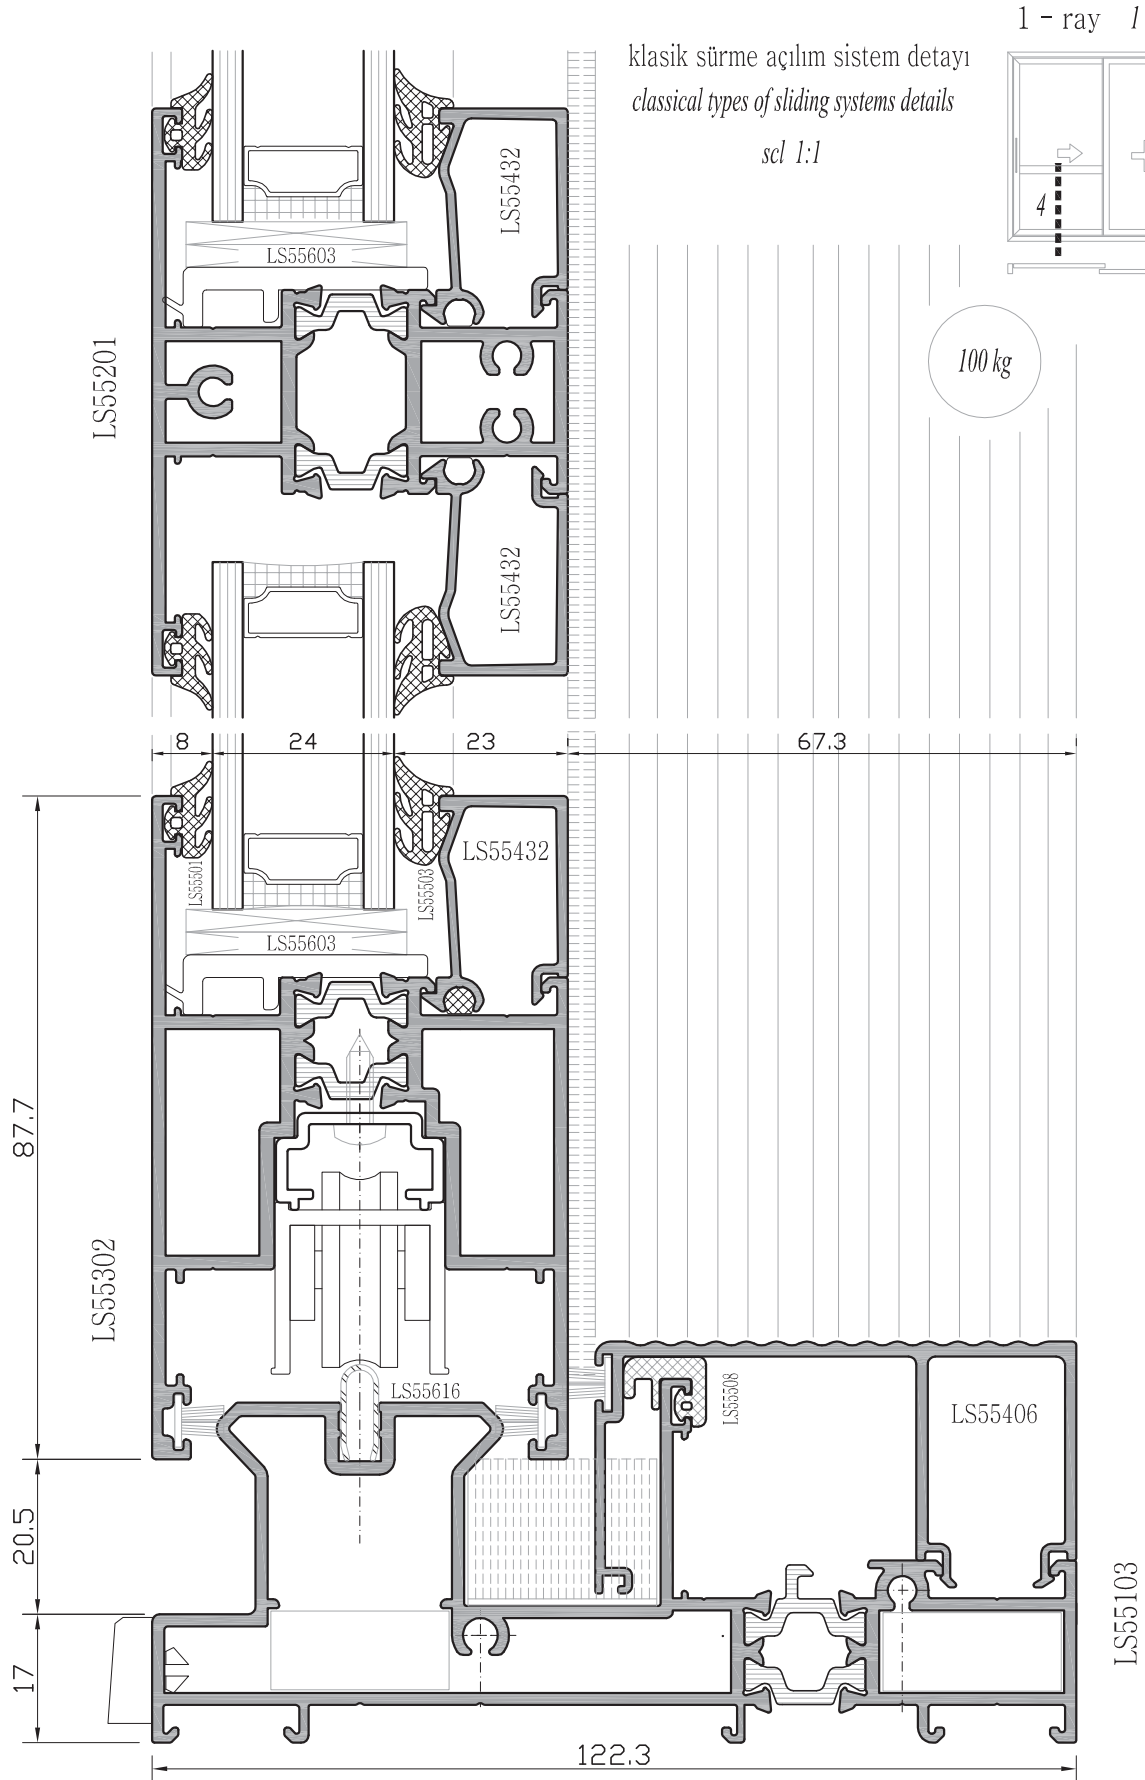 1 - ray 1
klasik sürme açılım sistem detayı
classical types of sliding systems details
scl 1:1
4
100 kg
LS55432
LS55603
LS55201
LS55432
8
24
23
67.3
LS55432
LS55501
LS55503
LS55603
87.7
LS55302
LS55616
LS55508
LS55406
20.5
LS55103
17
122.3